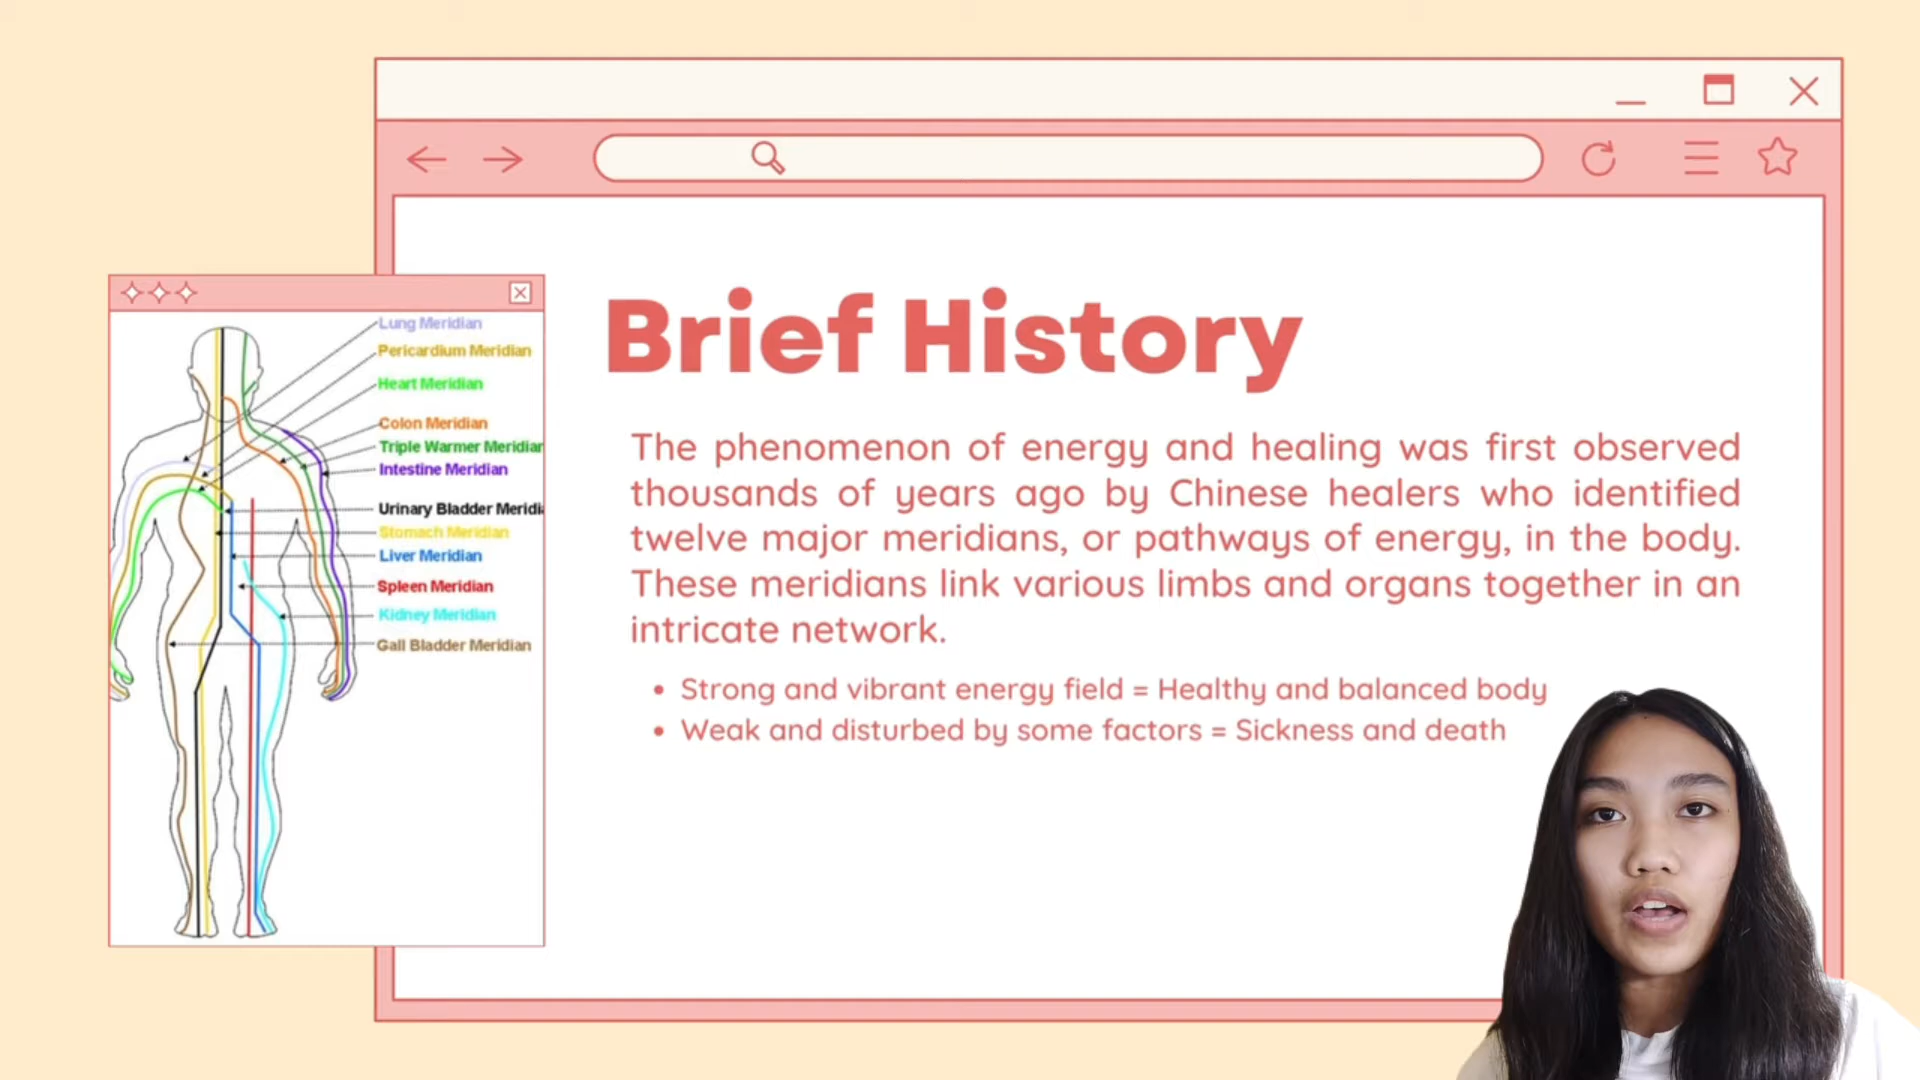 Brief History
The phenomenon of energy and healing was first observed
thousands of years ago by Chinese healers who identified
twelve major meridians, or pathways of energy, in the body.
These meridians link various limbs and organs together in an
intricate network.
• Strong and vibrant energy field = Healthy and balanced body
• Weak and disturbed by some factors = Sickness and death
Lung Meridian
Pericardium Meridian
Heart Meridian
Colon Meridian
Triple Warmer Meridian
Intestine Meridian
Urinary Bladder Meridi
Stomach Meridian
Liver Meridian
Spleen Meridian
Kidney Meridian
Gall Bladder Meridian